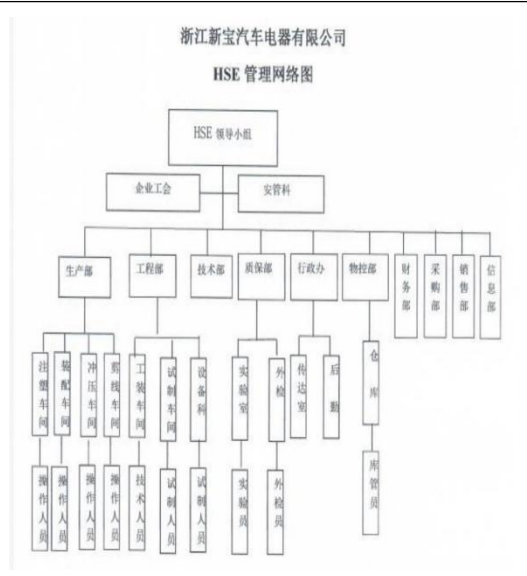 浙江新宝汽车电器有限公司
HSE 管理网络图
HSE 领导小组
企业工会
安管科
生产部
工程部
技术部
质保部
行政办
物控部
财务部
采购部
销售部
信息部
注塑车间
装配车间
冲压车间
剪线车间
工装车间
试制车间
设备科
实验室
外检
传达室
后勤
仓库
操作人员
操作人员
操作人员
操作人员
技术人员
试制人员
试制人员
实验员
外检员
库管员